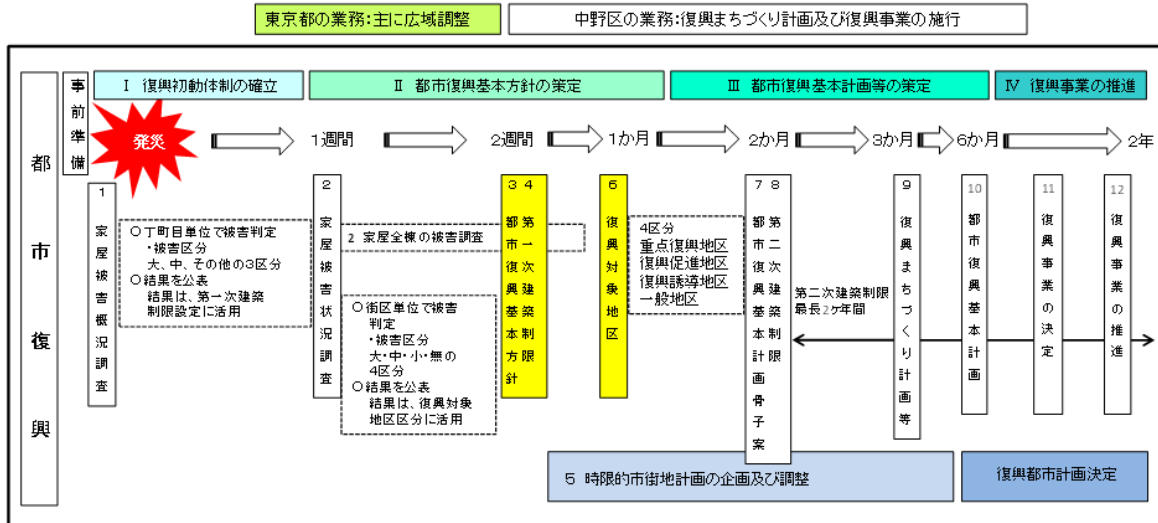 東京都の業務:主に広域調整
中野区の業務:復興まちづくり計画及び復興事業の施行
都市復興
事前準備
Ⅰ 復興初動体制の確立
Ⅱ 都市復興基本方針の策定
Ⅲ 都市復興基本計画等の策定
Ⅳ 復興事業の推進
発災
1週間
2週間
1か月
2か月
3か月
6か月
2年
1 家屋被害概況調査
○丁町目単位で被害判定
・被害区分
大、中、その他の3区分
○結果を公表
結果は、第一次建築
制限設定に活用
2 家屋被害状況調査
2 家屋全棟の被害調査
○街区単位で被害
判定
・被害区分
大・中・小・無の
4区分
○結果を公表
結果は、復興対象
地区区分に活用
3 都市復興基本方針
4 第一次建築制限
6 復興対象地区
4区分
重点復興地区
復興促進地区
復興誘導地区
一般地区
7 都市復興基本計画骨子案
8 第二次建築制限
第二次建築制限
最長2ヶ年間
9 復興まちづくり計画等
10 都市復興基本計画
11 復興事業の決定
12 復興事業の推進
5 時限的市街地計画の企画及び調整
復興都市計画決定